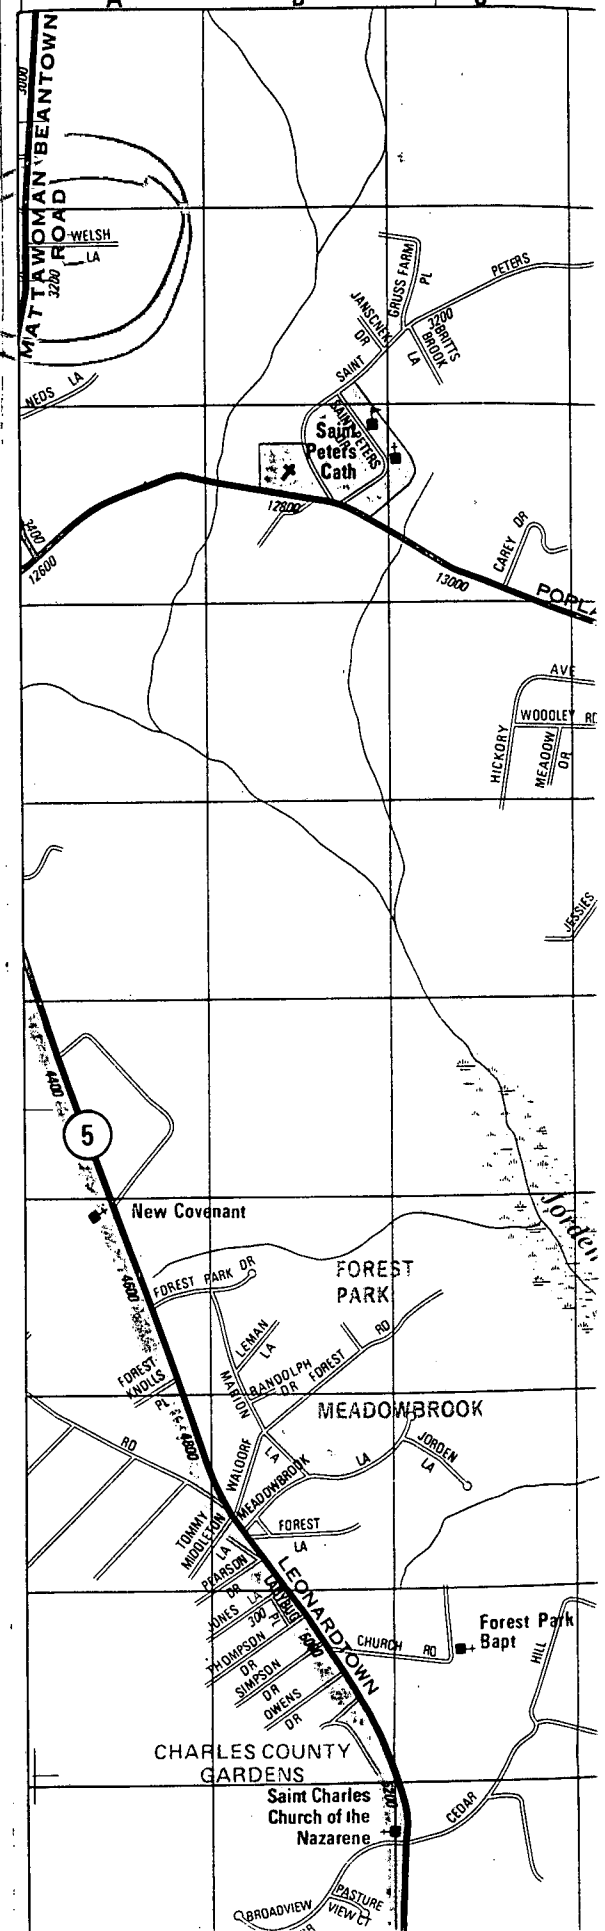 A
3000
MATTAWOMAN BEANTOWN
ROAD
3200
WELSH
LA
NEDS LA
GRUSS FARM
PL
PETERS
3200
BRITTS
BROOK
LA
JANSCNEK
DR
SAINT
SAINT PETERS
DR
Saint
Peters
Cath
12800
3400
12600
CAREY DR
13000
POPLA
AVE
WOODLEY RD
HICKORY
MEADOW
DR
JESSIES
4400
5
New Covenant
Jorden
4600
FOREST PARK DR
FOREST
PARK
LEMAN
LA
MARION
RANDOLPH
DR
FOREST
RD
FOREST
KNOLLS
PL
MEADOWBROOK
4800
RD
WALDORF
LA
MEADOWBROOK
LA
JORDEN
LA
TOMMY
MIDDLETON
LA
FOREST
LA
PEARSON
DR
LEONARDTOWN
LADYBUG
PL
JONES LA
300
5000
THOMPSON
DR
SIMPSON
DR
OWENS
DR
CHURCH RD
Forest Park
Bapt
HILL
CHARLES COUNTY
GARDENS
Saint Charles
Church of the
Nazarene
5200
CEDAR
PASTURE
VIEW CT
BROADVIEW